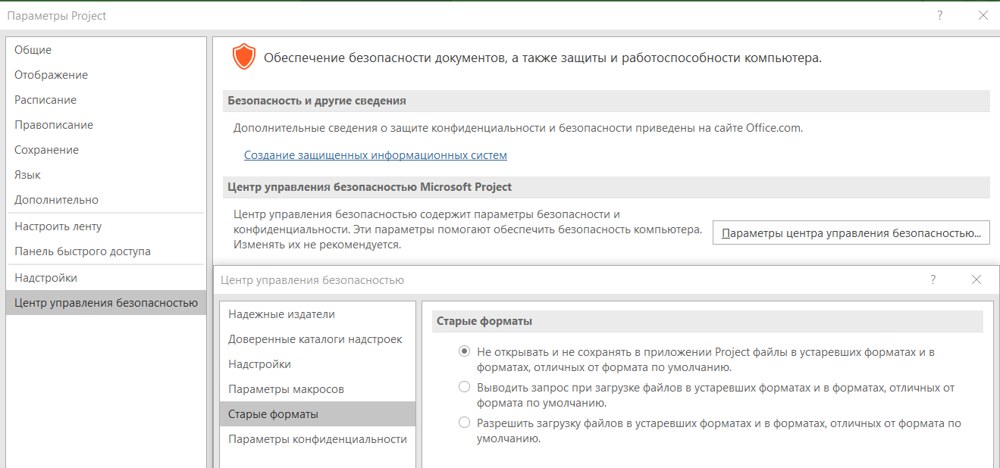 Параметры Project
?
Общие
Отображение
Расписание
Правописание
Сохранение
Язык
Дополнительно
Настроить ленту
Панель быстрого доступа
Надстройки
Центр управления безопасностью
Обеспечение безопасности документов, а также защиты и работоспособности компьютера.
Безопасность и другие сведения
Дополнительные сведения о защите конфиденциальности и безопасности приведены на сайте Office.com.
Создание защищенных информационных систем
Центр управления безопасностью Microsoft Project
Центр управления безопасностью содержит параметры безопасности и
конфиденциальности. Эти параметры помогают обеспечить безопасность компьютера.
Изменять их не рекомендуется.
Параметры центра управления безопасностью...
Центр управления безопасностью
?
Надежные издатели
Доверенные каталоги надстроек
Надстройки
Параметры макросов
Старые форматы
Параметры конфиденциальности
Старые форматы
Не открывать и не сохранять в приложении Project файлы в устаревших форматах и в
форматах, отличных от формата по умолчанию.
Выводить запрос при загрузке файлов в устаревших форматах и в форматах, отличных от
формата по умолчанию.
Разрешить загрузку файлов в устаревших форматах и в форматах, отличных от формата по
умолчанию.